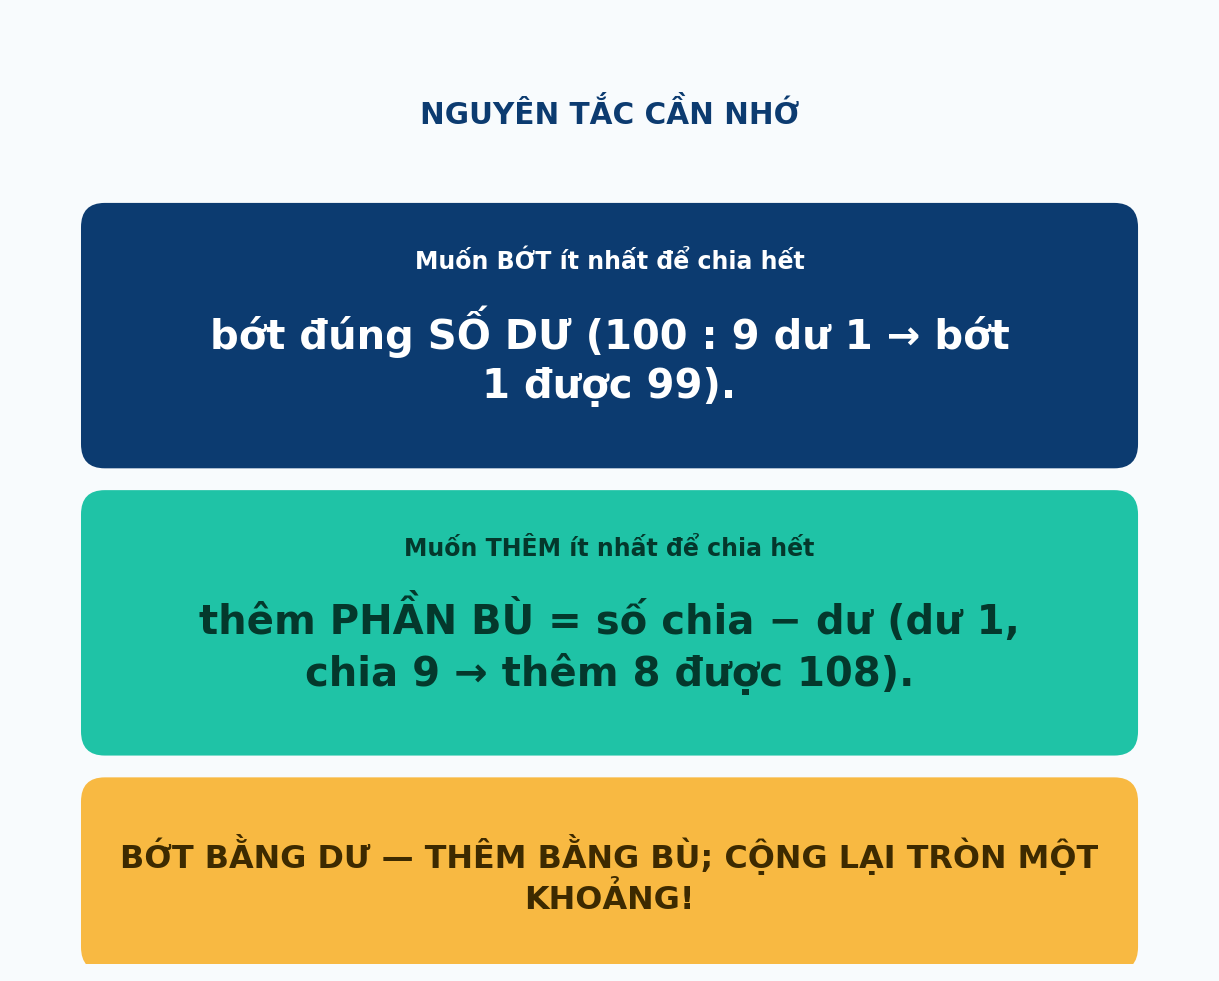 NGUYÊN TẮC CẦN NHỚ
Muốn BỚT ít nhất để chia hết
bớt đúng SỐ DƯ (100 : 9 dư 1 → bớt
1 được 99).
Muốn THÊM ít nhất để chia hết
thêm PHẦN BÙ = số chia − dư (dư 1,
chia 9 → thêm 8 được 108).
BỚT BẰNG DƯ — THÊM BẰNG BÙ; CỘNG LẠI TRÒN MỘT
KHOẢNG!